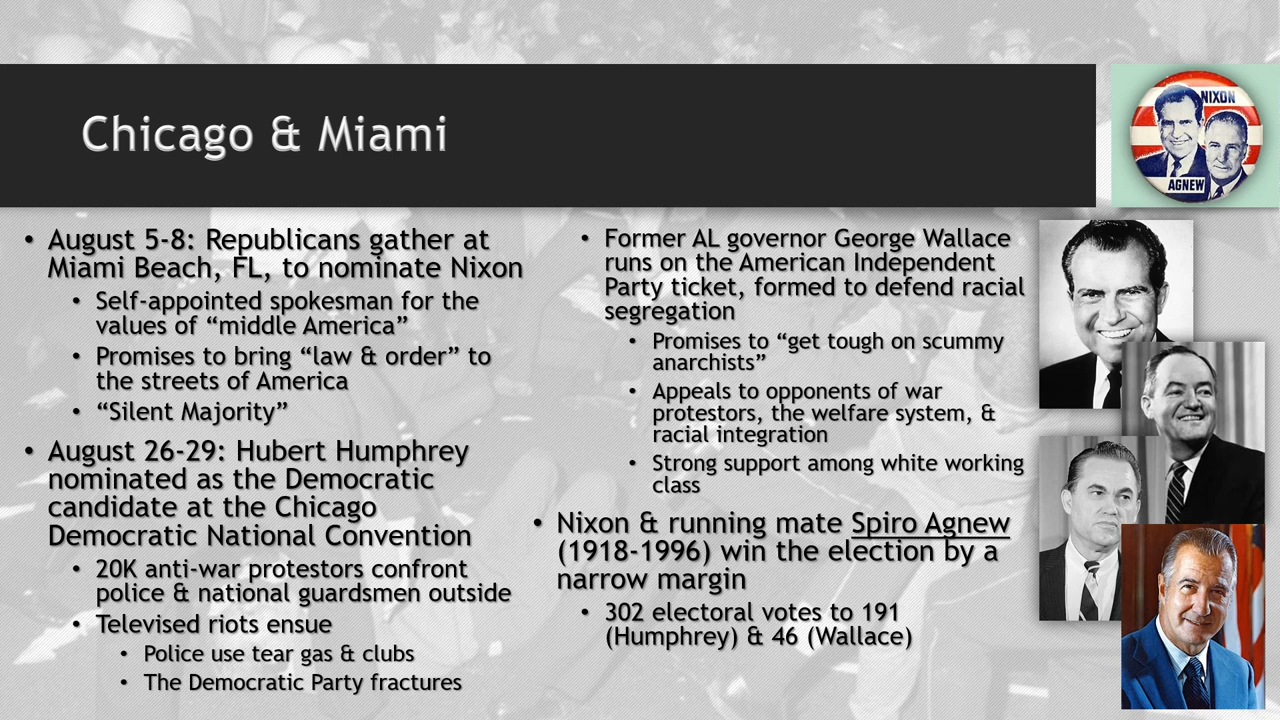 Chicago & Miami
NIXON
AGNEW
• August 5-8: Republicans gather at
Miami Beach, FL, to nominate Nixon
• Self-appointed spokesman for the
values of “middle America”
• Promises to bring “law & order” to
the streets of America
• “Silent Majority”
• August 26-29: Hubert Humphrey
nominated as the Democratic
candidate at the Chicago
Democratic National Convention
• 20K anti-war protestors confront
police & national guardsmen outside
• Televised riots ensue
• Police use tear gas & clubs
• The Democratic Party fractures
• Former AL governor George Wallace
runs on the American Independent
Party ticket, formed to defend racial
segregation
• Promises to “get tough on scummy
anarchists”
• Appeals to opponents of war
protestors, the welfare system, &
racial integration
• Strong support among white working
class
• Nixon & running mate Spiro Agnew
(1918-1996) win the election by a
narrow margin
• 302 electoral votes to 191
(Humphrey) & 46 (Wallace)